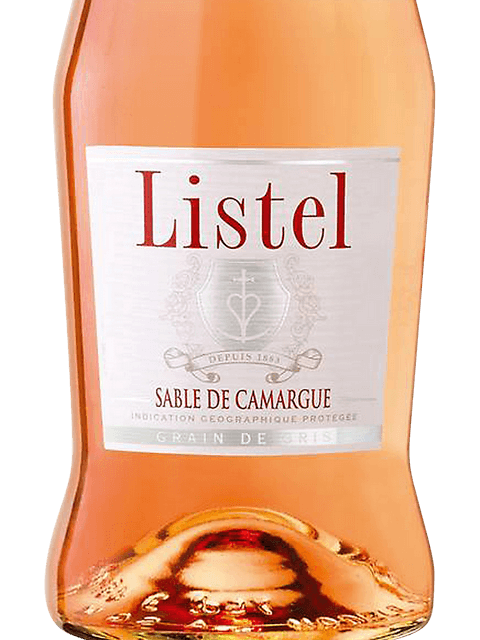 Listel
DEPUIS 1883
SABLE DE CAMARGUE
INDICATION GÉOGRAPHIQUE PROTÉGÉE
GRAIN DE GRIS